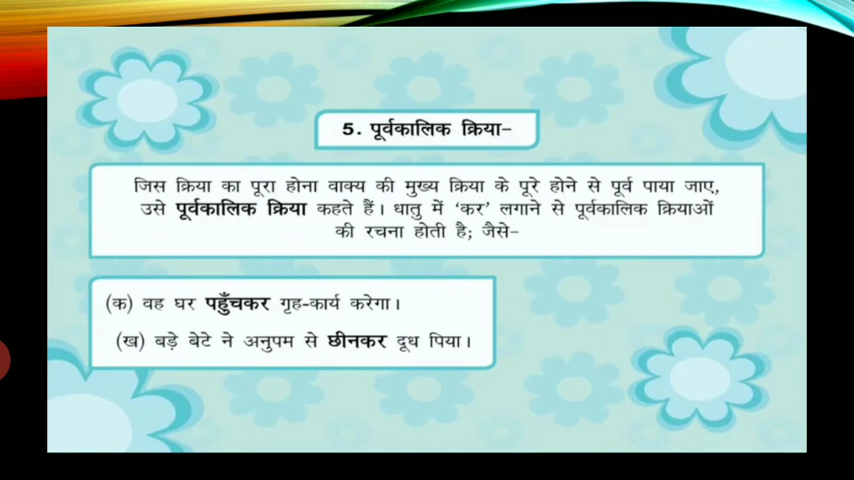 5. पूर्वकालिक क्रिया–
जिस क्रिया का पूरा होना वाक्य की मुख्य क्रिया के पूरे होने से पूर्व पाया जाए,
उसे पूर्वकालिक क्रिया कहते हैं। धातु में ‘कर’ लगाने से पूर्वकालिक क्रियाओं
की रचना होती है; जैसे–
(क) वह घर पहुँचकर गृह-कार्य करेगा।
(ख) बड़े बेटे ने अनुपम से छीनकर दूध पिया।